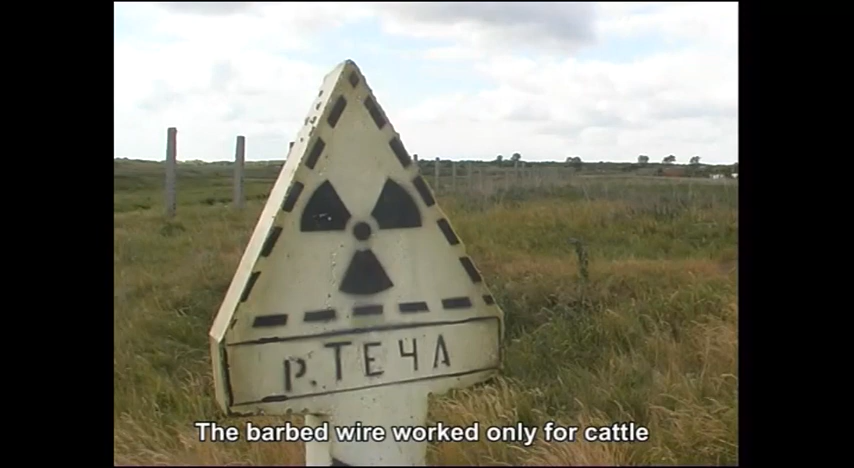 р. ТЕЧА
The barbed wire worked only for cattle